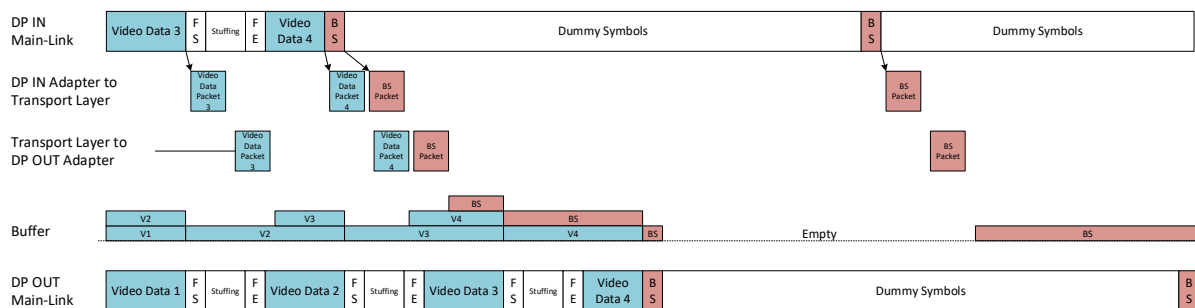 DP IN
Main-Link
Video Data 3
F
S
Stuffing
F
E
Video
Data 4
B
S
Dummy Symbols
B
S
Dummy Symbols
DP IN Adapter to
Transport Layer
Video
Data
Packet
3
Video
Data
Packet
4
BS
Packet
BS
Packet
Transport Layer to
DP OUT Adapter
Video
Data
Packet
3
Video
Data
Packet
4
BS
Packet
BS
Packet
Buffer
BS
V2
V3
V4
BS
V1
V2
V3
V4
BS
Empty
BS
DP OUT
Main-Link
Video Data 1
F
S
Stuffing
F
E
Video Data 2
F
S
Stuffing
F
E
Video Data 3
F
S
Stuffing
F
E
Video
Data 4
B
S
Dummy Symbols
B
S